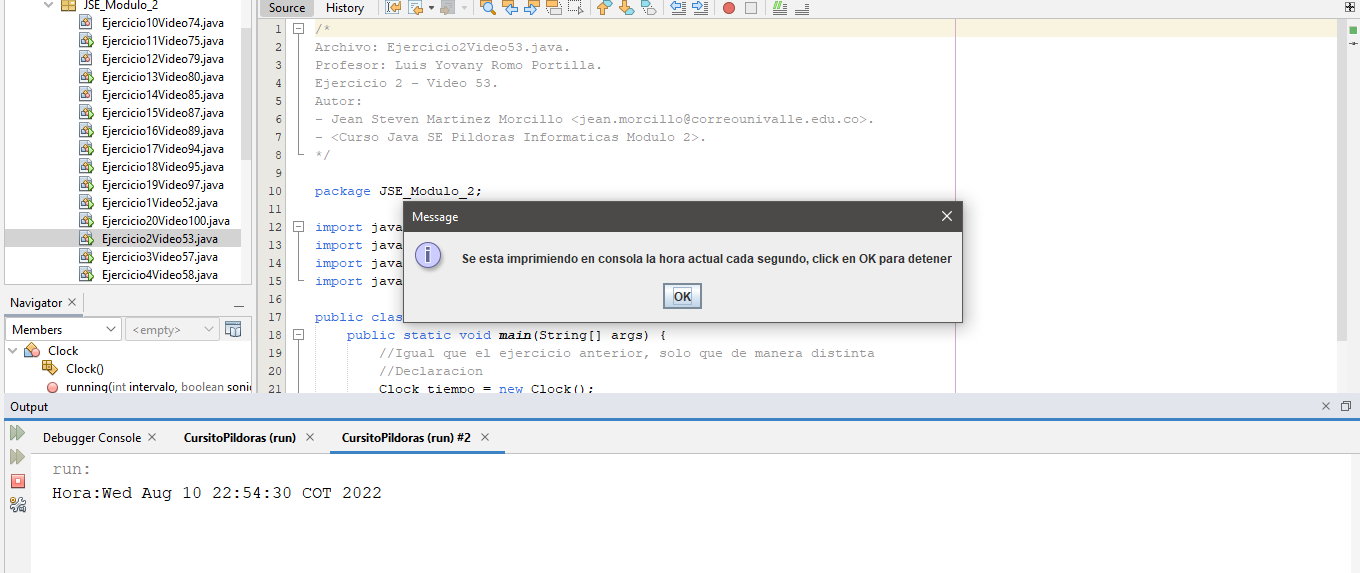 JSE_Modulo_2
Ejercicio10Video74.java
Ejercicio11Video75.java
Ejercicio12Video79.java
Ejercicio13Video80.java
Ejercicio14Video85.java
Ejercicio15Video87.java
Ejercicio16Video89.java
Ejercicio17Video94.java
Ejercicio18Video95.java
Ejercicio19Video97.java
Ejercicio1Video52.java
Ejercicio20Video100.java
Ejercicio2Video53.java
Ejercicio3Video57.java
Ejercicio4Video58.java
Navigator
Members <empty>
Clock
Clock()
running(int intervalo, boolean sonid
Source History
1 /*
2 Archivo: Ejercicio2Video53.java.
3 Profesor: Luis Yovany Romo Portilla.
4 Ejercicio 2 - Video 53.
5 Autor:
6 - Jean Steven Martinez Morcillo <jean.morcillo@correounivalle.edu.co>.
7 - <Curso Java SE Pildoras Informaticas Modulo 2>.
8 */
9
10 package JSE_Modulo_2;
11
12 import java
13 import java
14 import java
15 import java
16
17 public clas
18 public static void main(String[] args) {
19 //Igual que el ejercicio anterior, solo que de manera distinta
20 //Declaracion
21 Clock tiempo = new Clock();
Message
Se esta imprimiendo en consola la hora actual cada segundo, click en OK para detener
OK
Output
Debugger Console CursitoPildoras (run) CursitoPildoras (run) #2
run:
Hora:Wed Aug 10 22:54:30 COT 2022